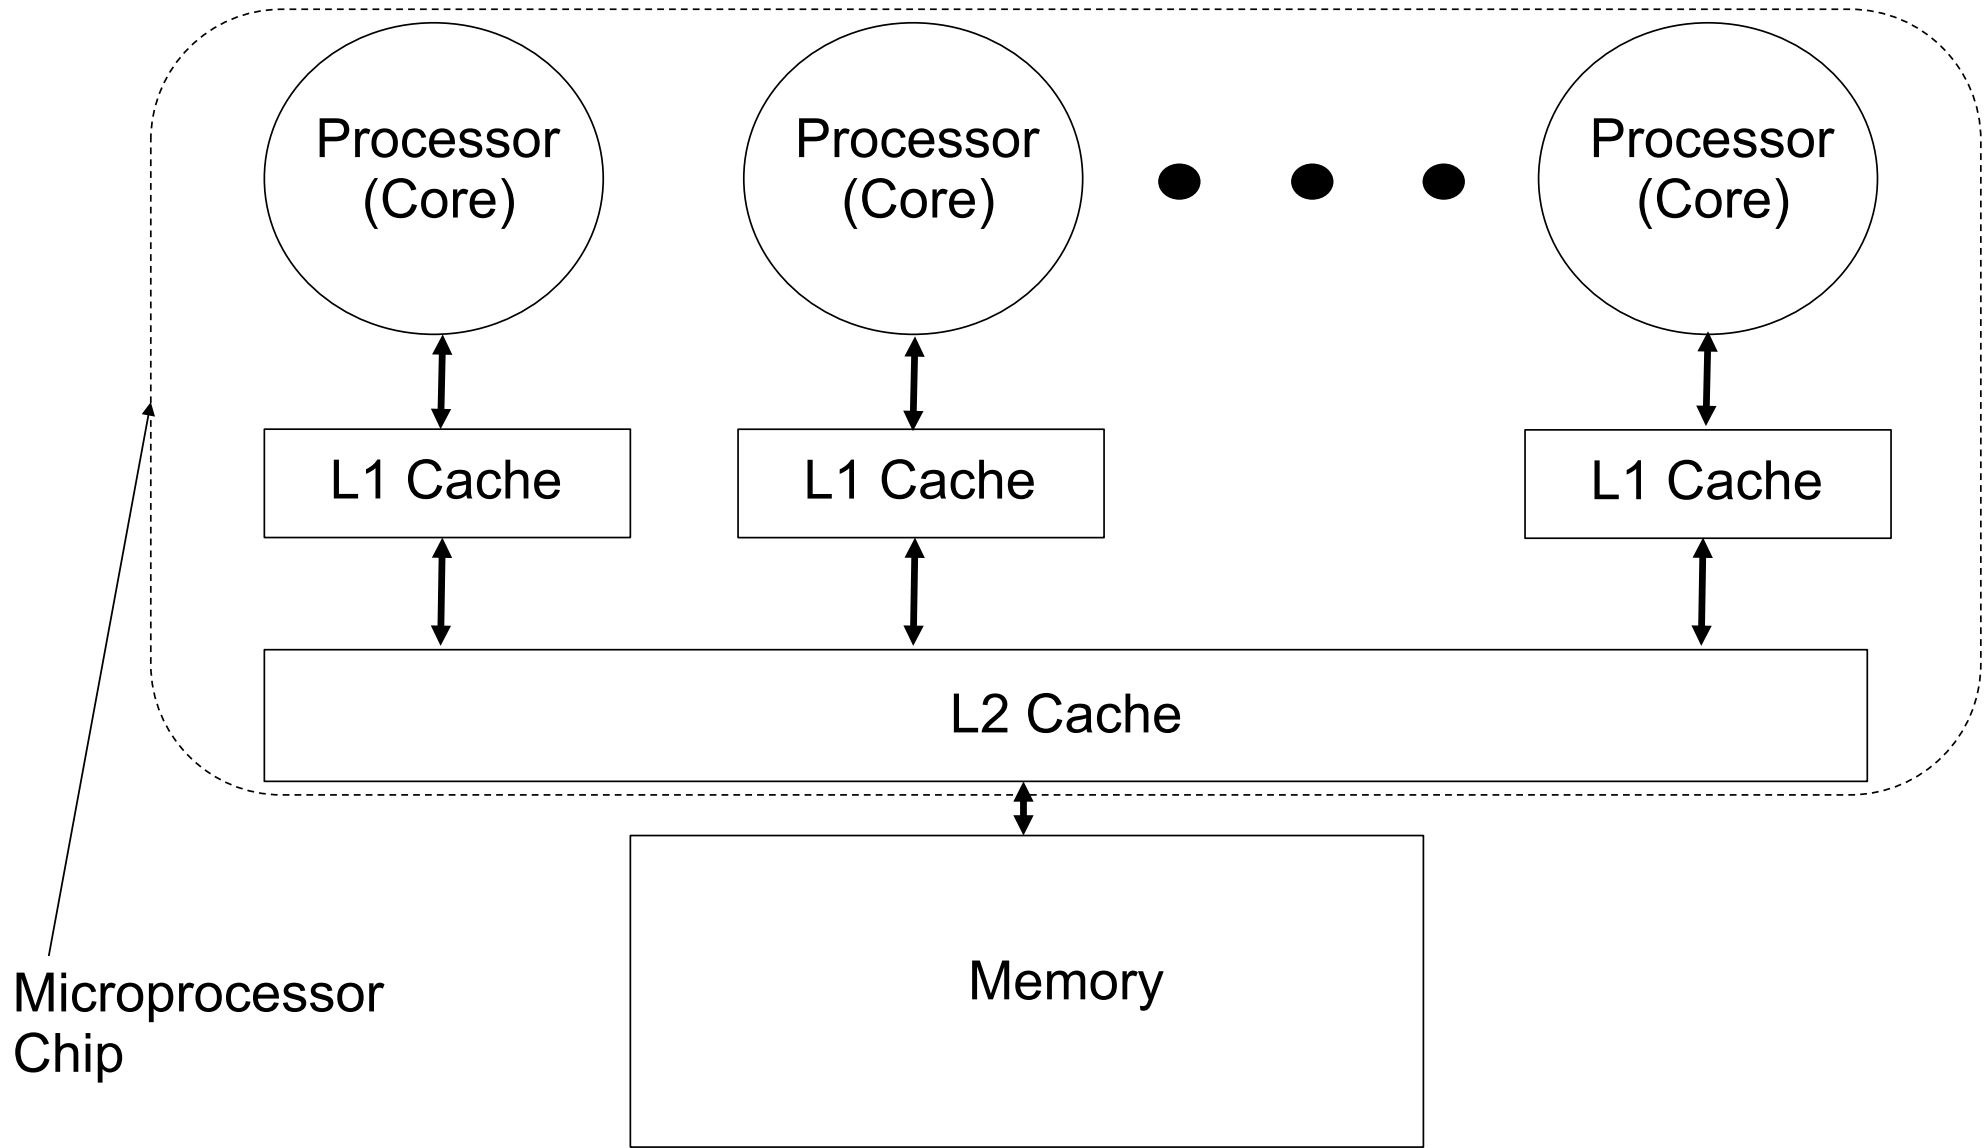 Processor
(Core)
Processor
(Core)
Processor
(Core)
L1 Cache
L1 Cache
L1 Cache
L2 Cache
Memory
Microprocessor
Chip